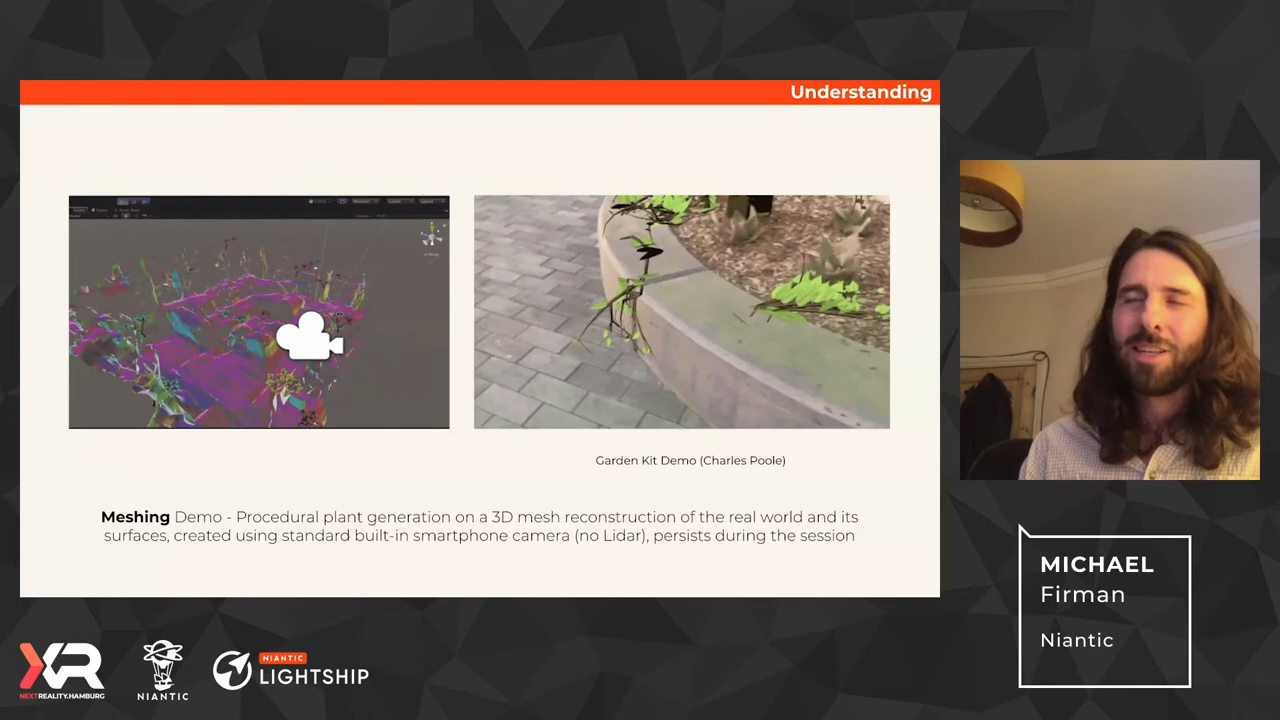 Understanding
Garden Kit Demo (Charles Poole)
Meshing Demo - Procedural plant generation on a 3D mesh reconstruction of the real world and its
surfaces, created using standard built-in smartphone camera (no Lidar), persists during the session
MICHAEL
Firman
Niantic
XR
NEXTREALITY.HAMBURG
NIANTIC
NIANTIC
LIGHTSHIP